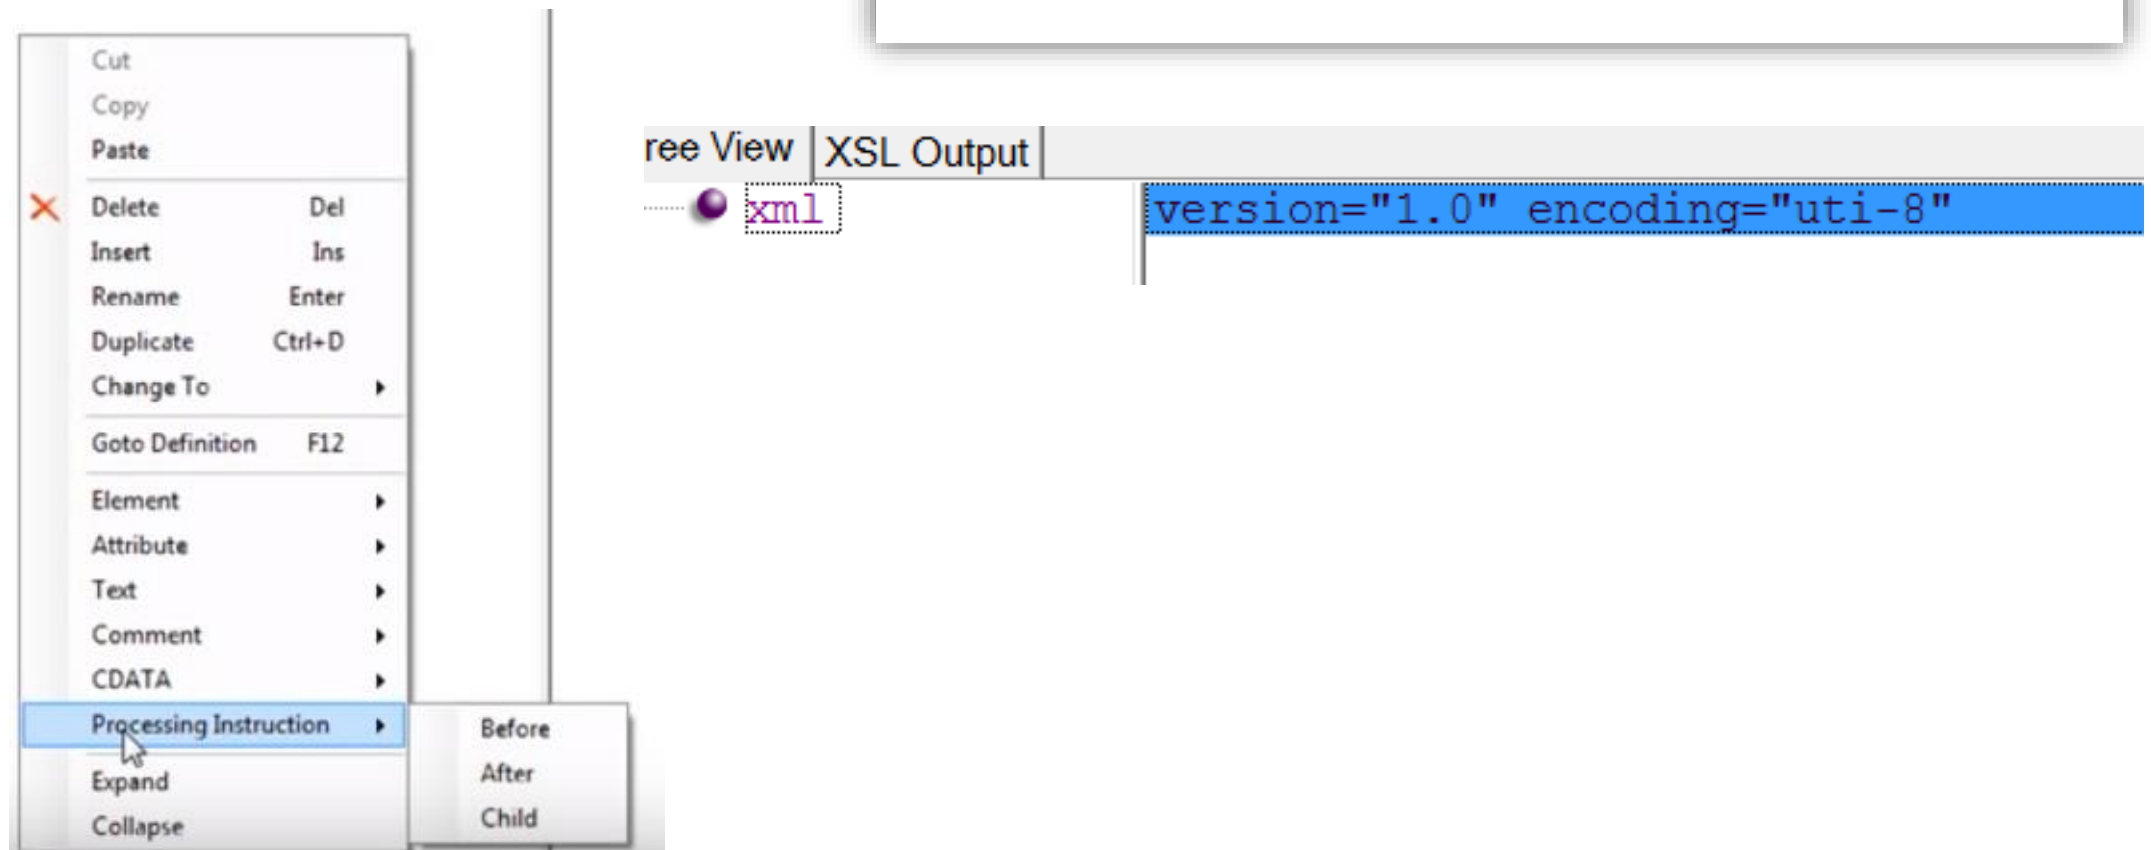 Cut
Copy
Paste
Delete Del
Insert Ins
Rename Enter
Duplicate Ctrl+D
Change To
Goto Definition F12
Element
Attribute
Text
Comment
CDATA
Processing Instruction
Expand
Collapse
Before
After
Child
ree View XSL Output
xml version="1.0" encoding="uti-8"